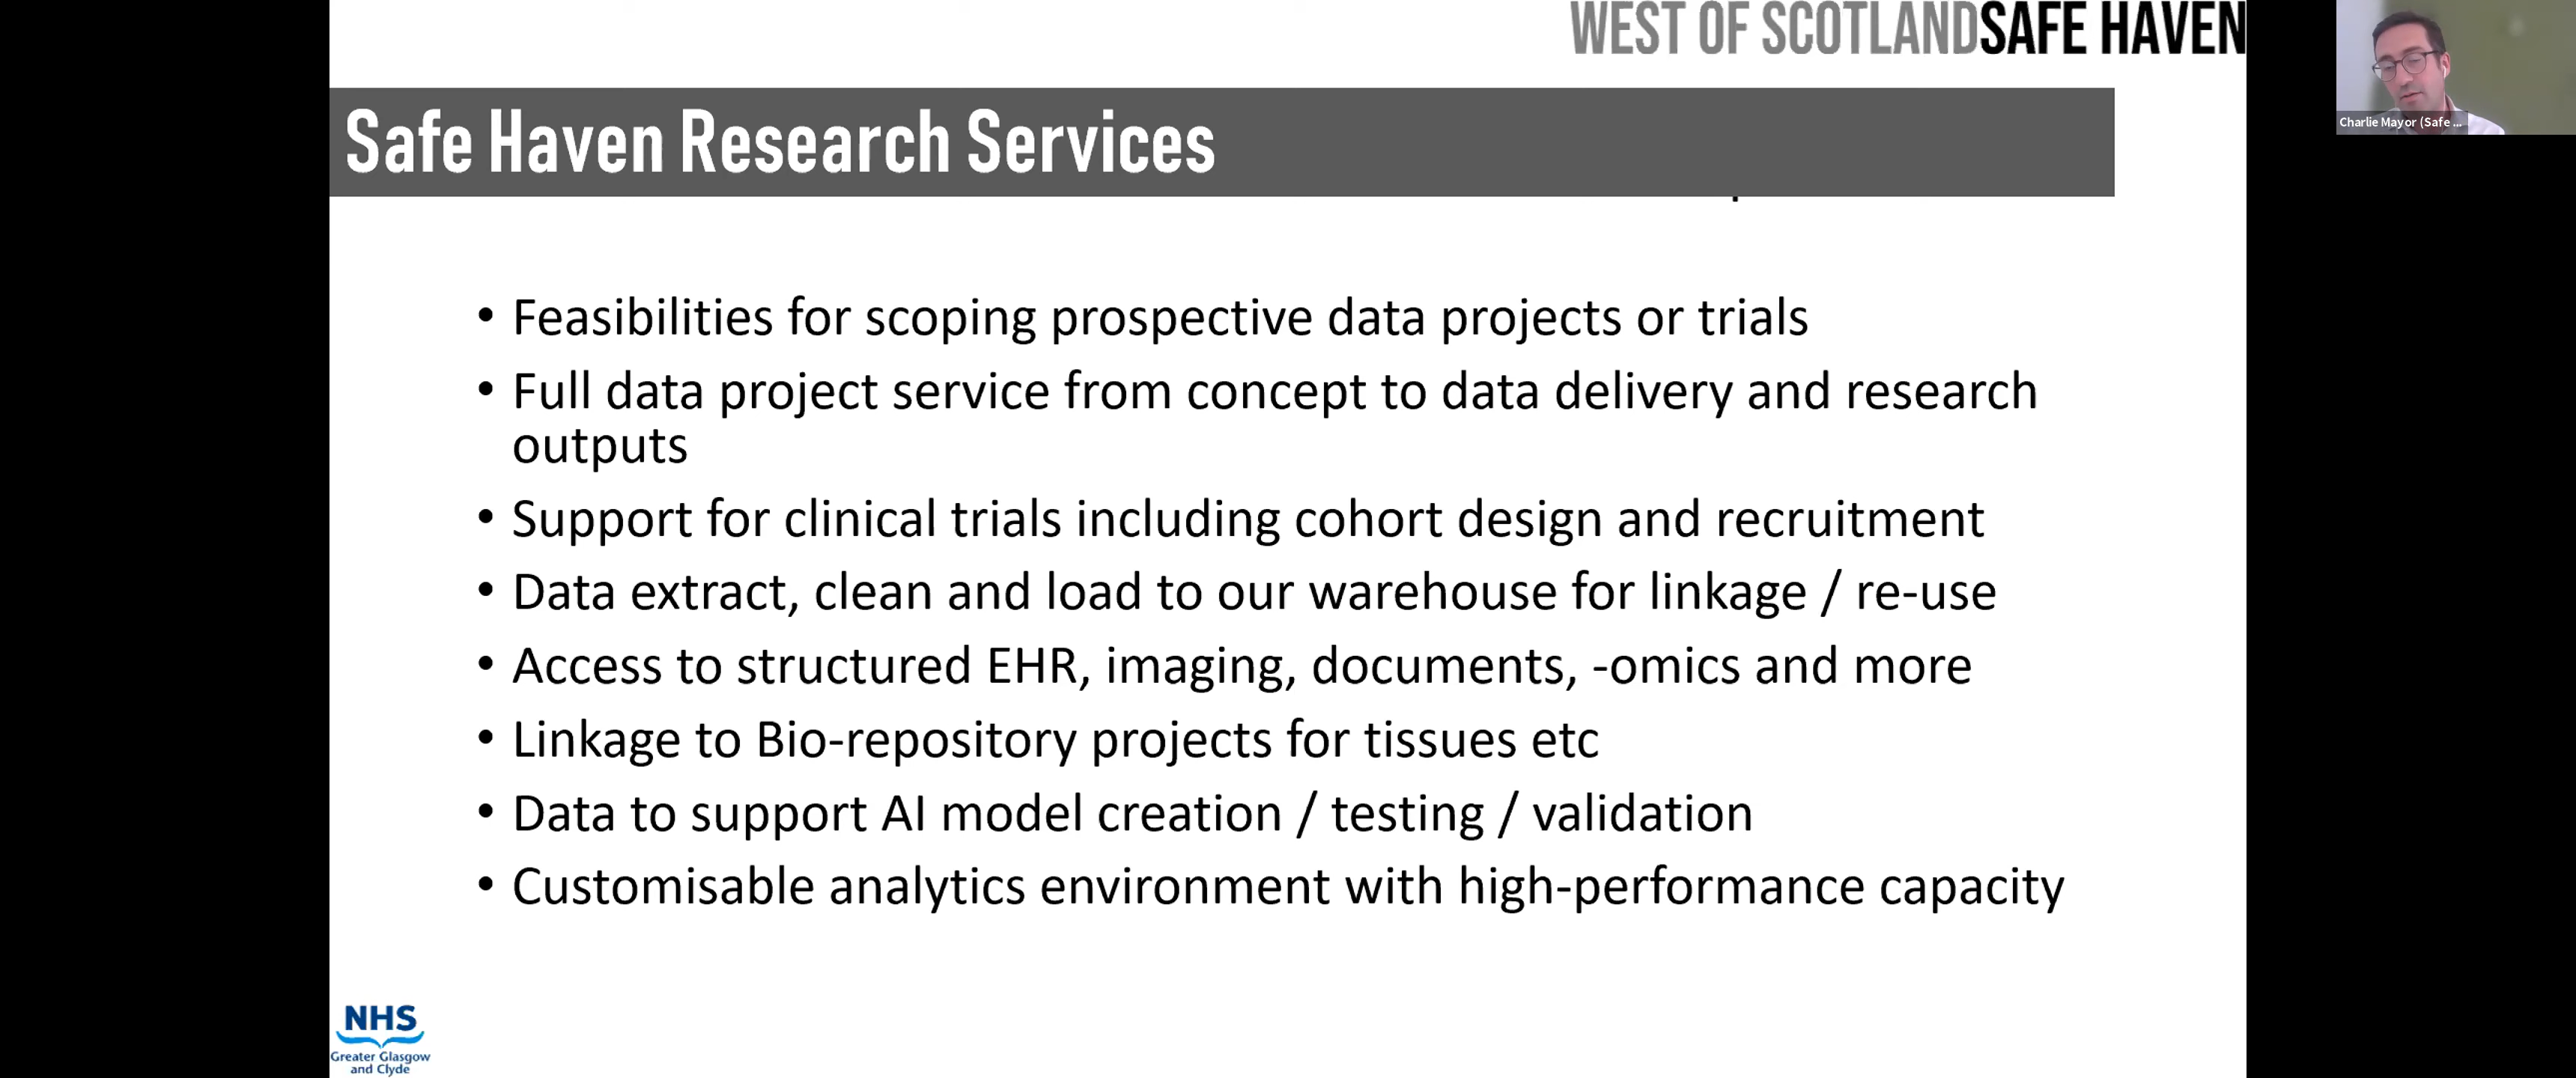 WEST OF SCOTLANDSAFE HAVEN
Charlie Mayor (Safe ...
Safe Haven Research Services
• Feasibilities for scoping prospective data projects or trials
• Full data project service from concept to data delivery and research
outputs
• Support for clinical trials including cohort design and recruitment
• Data extract, clean and load to our warehouse for linkage / re-use
• Access to structured EHR, imaging, documents, -omics and more
• Linkage to Bio-repository projects for tissues etc
• Data to support AI model creation / testing / validation
• Customisable analytics environment with high-performance capacity
NHS
Greater Glasgow
and Clyde